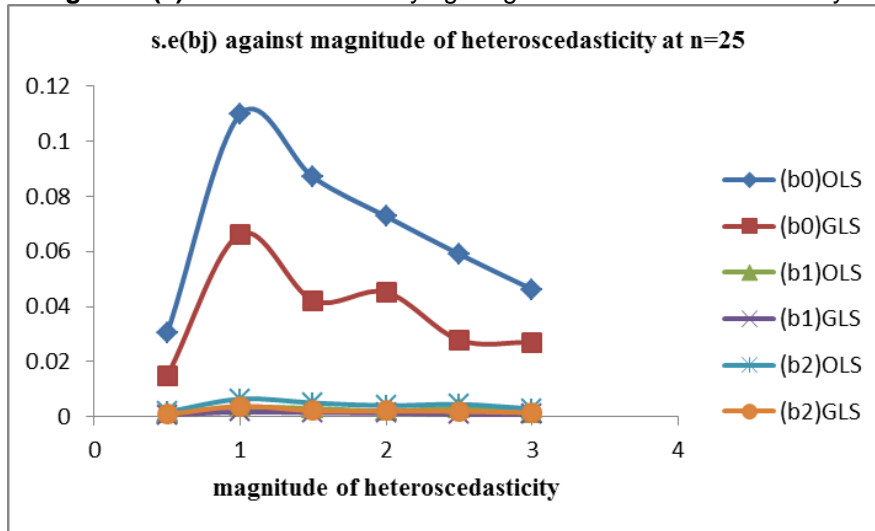 s.e(bj) against magnitude of heteroscedasticity at n=25
0.12
0.1
0.08
0.06
0.04
0.02
0
0 1 2 3 4
magnitude of heteroscedasticity
(b0)OLS
(b0)GLS
(b1)OLS
(b1)GLS
(b2)OLS
(b2)GLS